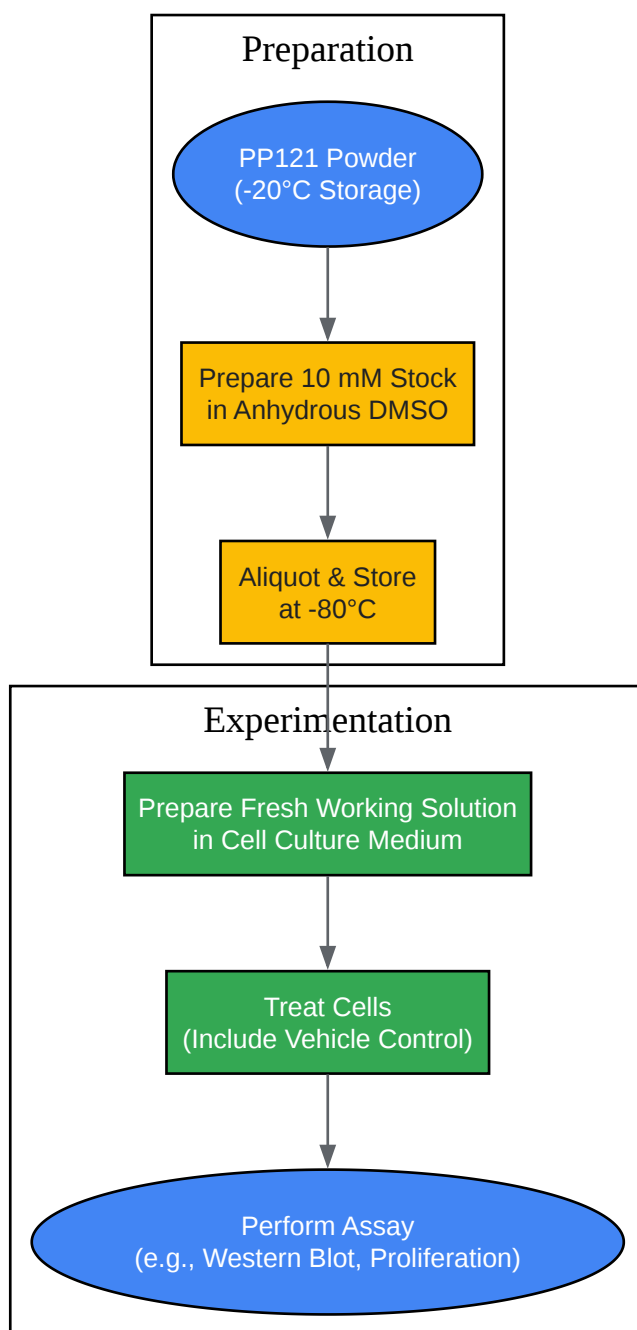 Preparation
PP121 Powder
(-20°C Storage)
Prepare 10 mM Stock
in Anhydrous DMSO
Aliquot & Store
at -80°C
Experimentation
Prepare Fresh Working Solution
in Cell Culture Medium
Treat Cells
(Include Vehicle Control)
Perform Assay
(e.g., Western Blot, Proliferation)